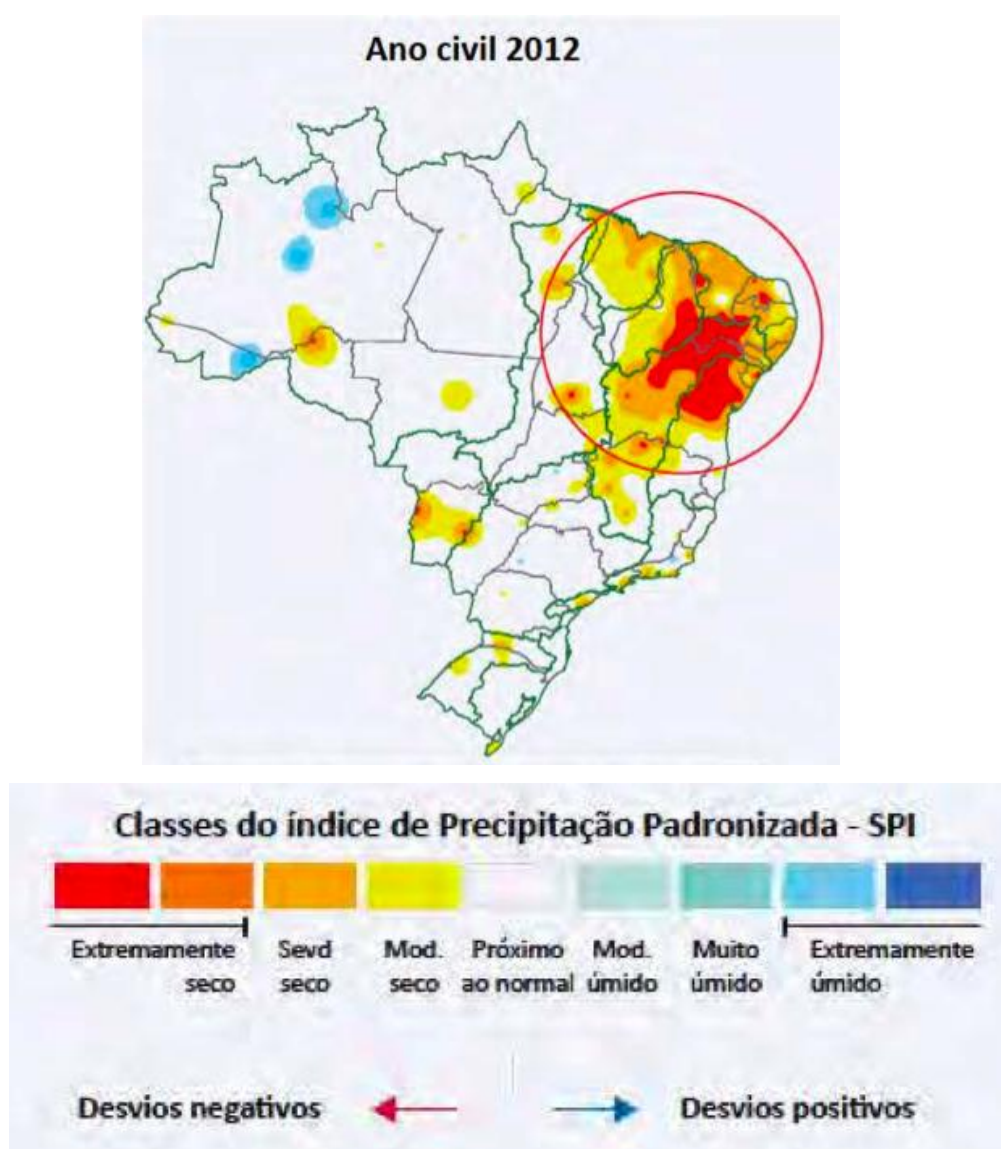 Ano civil 2012
Classes do índice de Precipitação Padronizada - SPI
Extremamente Sevd Mod. Próximo Mod. Muito Extremamente
seco seco seco ao normal úmido úmido úmido
Desvios negativos Desvios positivos